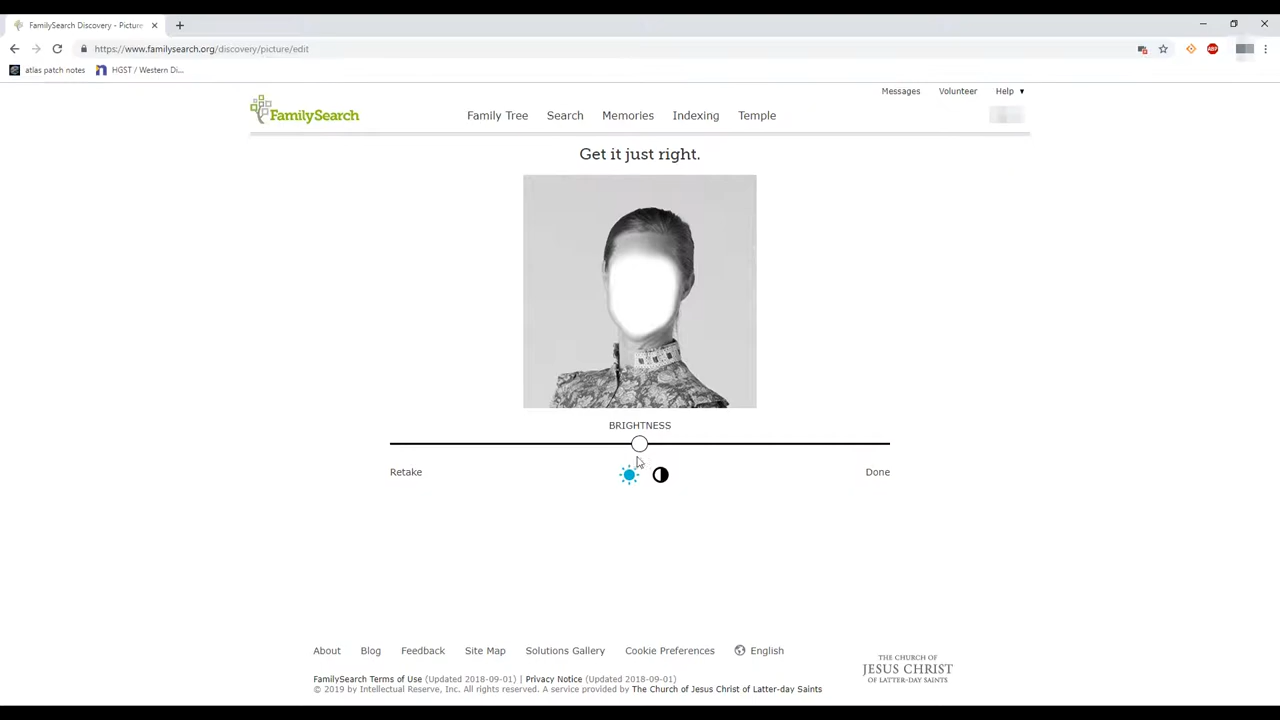 FamilySearch Discovery - Picture
https://www.familysearch.org/discovery/picture/edit
ABP
atlas patch notes
HGST / Western Di...
Messages Volunteer Help
FamilySearch
Family Tree Search Memories Indexing Temple
Get it just right.
BRIGHTNESS
Retake Done
About Blog Feedback Site Map Solutions Gallery Cookie Preferences English
FamilySearch Terms of Use (Updated 2018-09-01) | Privacy Notice (Updated 2018-09-01)
© 2019 by Intellectual Reserve, Inc. All rights reserved. A service provided by The Church of Jesus Christ of Latter-day Saints
THE CHURCH OF
JESUS CHRIST
OF LATTER-DAY SAINTS